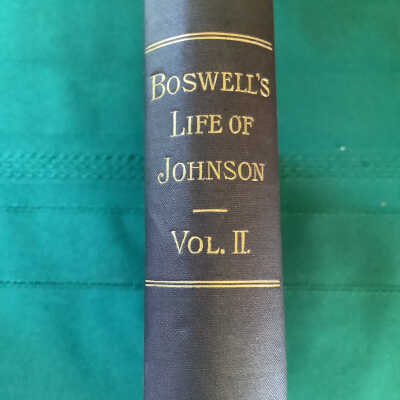 BOSWELL'S
LIFE OF
JOHNSON
VOL. II.